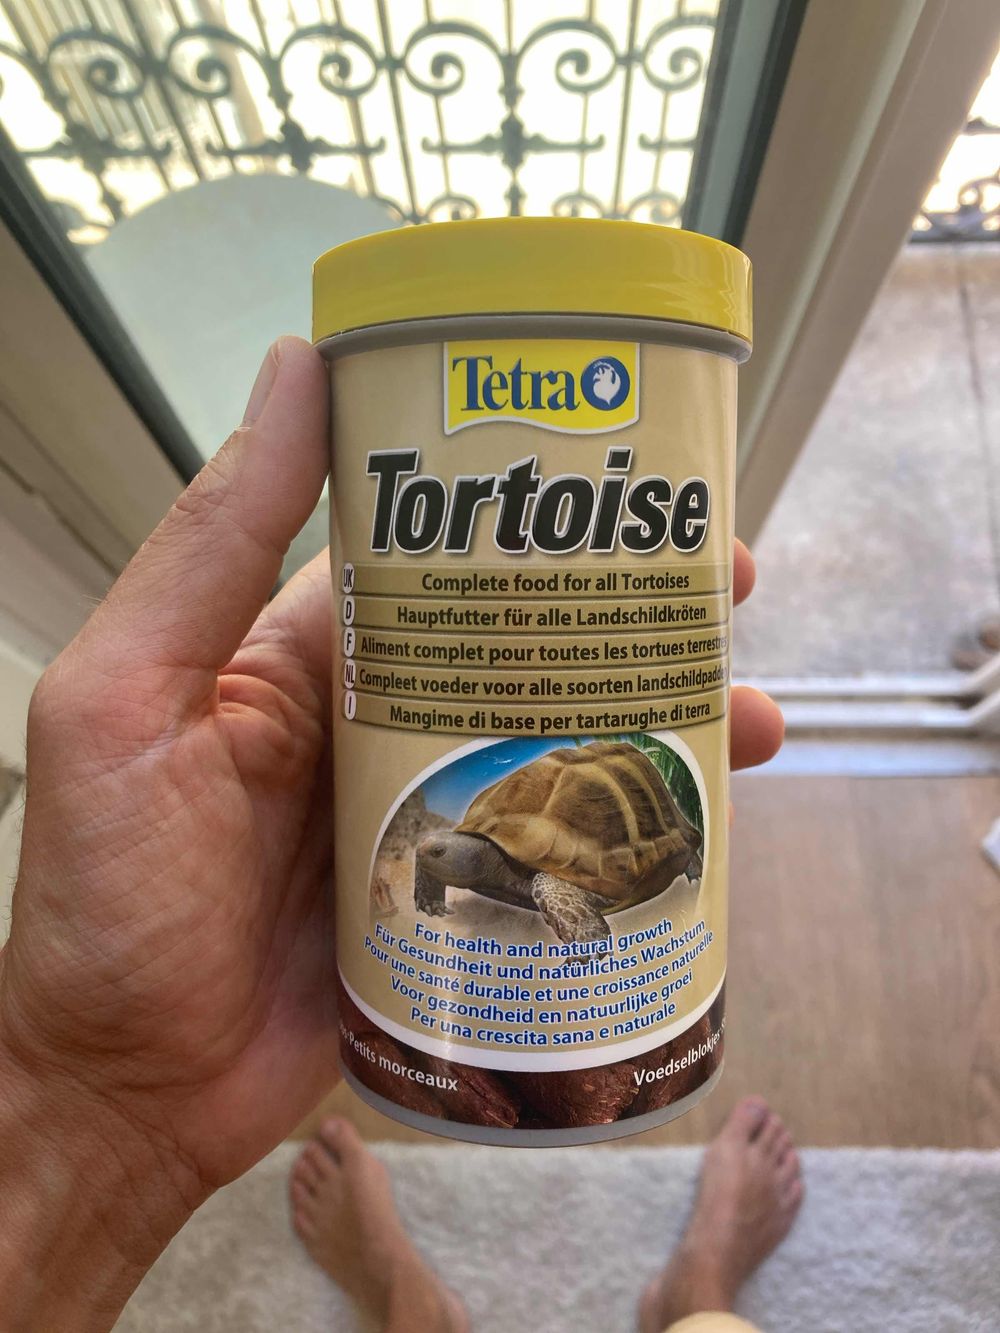 Tetra
Tortoise
UK Complete food for all Tortoises
D Hauptfutter für alle Landschildkröten
F Aliment complet pour toutes les tortues terrestres
NL Compleet voeder voor alle soorten landschildpadden
I Mangime di base per tartarughe di terra
For health and natural growth
Für Gesundheit und natürliches Wachstum
Pour une santé durable et une croissance naturelle
Voor gezondheid en natuurlijke groei
Per una crescita sana e naturale
Petits morceaux
Voedselblokjes